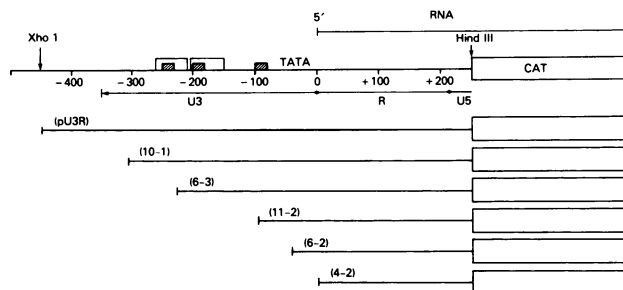 5′ RNA
Xho 1 Hind III
TATA CAT
−400 −300 −200 −100 0 +100 +200
U3 R U5
(pU3R)
(10-1)
(6-3)
(11-2)
(6-2)
(4-2)